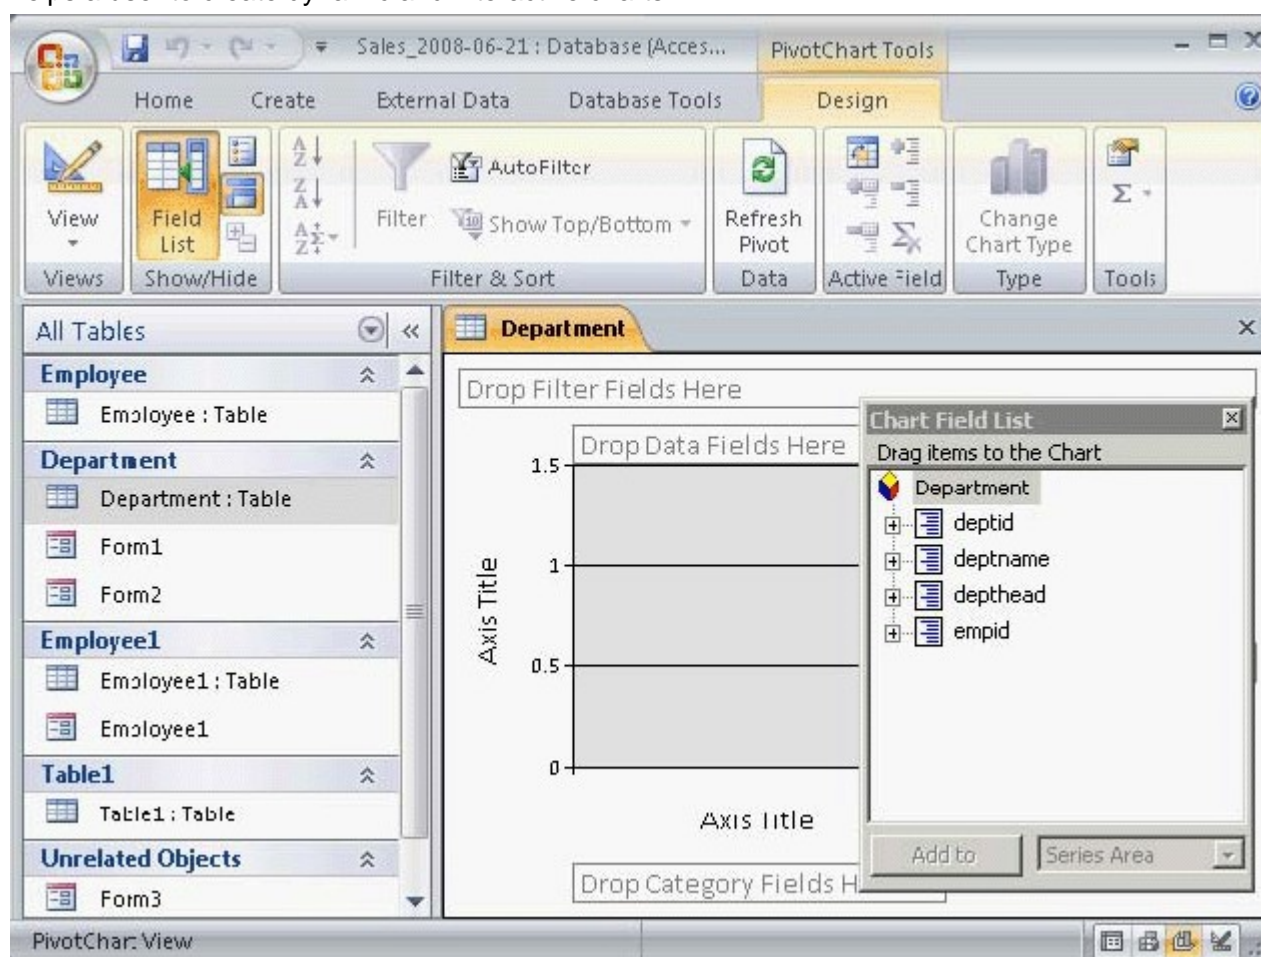 Sales_2008-06-21 : Database (Acces...
PivotChart Tools
Home
Create
External Data
Database Tools
Design
View
Field List
Filter
AutoFilter
Show Top/Bottom
Refresh Pivot
Change Chart Type
Views
Show/Hide
Filter & Sort
Data
Active Field
Type
Tools
All Tables
Employee
Employee : Table
Department
Department : Table
Form1
Form2
Employee1
Employee1 : Table
Employee1
Table1
Table1 : Table
Unrelated Objects
Form3
Department
Drop Filter Fields Here
Drop Data Fields Here
1.5
1
0.5
0
Axis Title
Axis Title
Drop Category Fields H
Chart Field List
Drag items to the Chart
Department
deptid
deptname
depthead
empid
Add to
Series Area
PivotChart View